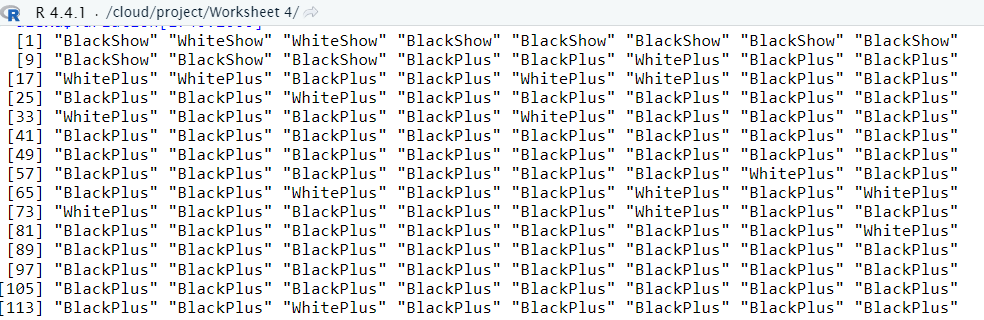 R 4.4.1 · /cloud/project/Worksheet 4/
[1] "BlackShow" "WhiteShow" "WhiteShow" "BlackShow" "BlackShow" "BlackShow" "BlackShow" "BlackShow"
[9] "BlackShow" "BlackShow" "BlackShow" "BlackPlus" "BlackPlus" "WhitePlus" "BlackPlus" "BlackPlus"
[17] "WhitePlus" "WhitePlus" "BlackPlus" "BlackPlus" "WhitePlus" "WhitePlus" "BlackPlus" "BlackPlus"
[25] "BlackPlus" "BlackPlus" "WhitePlus" "BlackPlus" "BlackPlus" "BlackPlus" "BlackPlus" "BlackPlus"
[33] "WhitePlus" "BlackPlus" "BlackPlus" "BlackPlus" "WhitePlus" "BlackPlus" "BlackPlus" "BlackPlus"
[41] "BlackPlus" "BlackPlus" "BlackPlus" "BlackPlus" "BlackPlus" "BlackPlus" "BlackPlus" "BlackPlus"
[49] "BlackPlus" "BlackPlus" "BlackPlus" "BlackPlus" "BlackPlus" "BlackPlus" "BlackPlus" "BlackPlus"
[57] "BlackPlus" "BlackPlus" "BlackPlus" "BlackPlus" "BlackPlus" "BlackPlus" "WhitePlus" "BlackPlus"
[65] "BlackPlus" "BlackPlus" "WhitePlus" "BlackPlus" "BlackPlus" "WhitePlus" "BlackPlus" "WhitePlus"
[73] "WhitePlus" "BlackPlus" "BlackPlus" "BlackPlus" "BlackPlus" "WhitePlus" "BlackPlus" "BlackPlus"
[81] "BlackPlus" "BlackPlus" "BlackPlus" "BlackPlus" "BlackPlus" "BlackPlus" "BlackPlus" "WhitePlus"
[89] "BlackPlus" "BlackPlus" "BlackPlus" "BlackPlus" "BlackPlus" "BlackPlus" "BlackPlus" "BlackPlus"
[97] "BlackPlus" "BlackPlus" "BlackPlus" "BlackPlus" "BlackPlus" "BlackPlus" "BlackPlus" "BlackPlus"
[105] "BlackPlus" "BlackPlus" "BlackPlus" "BlackPlus" "BlackPlus" "BlackPlus" "BlackPlus" "BlackPlus"
[113] "BlackPlus" "BlackPlus" "WhitePlus" "BlackPlus" "BlackPlus" "BlackPlus" "BlackPlus" "BlackPlus"